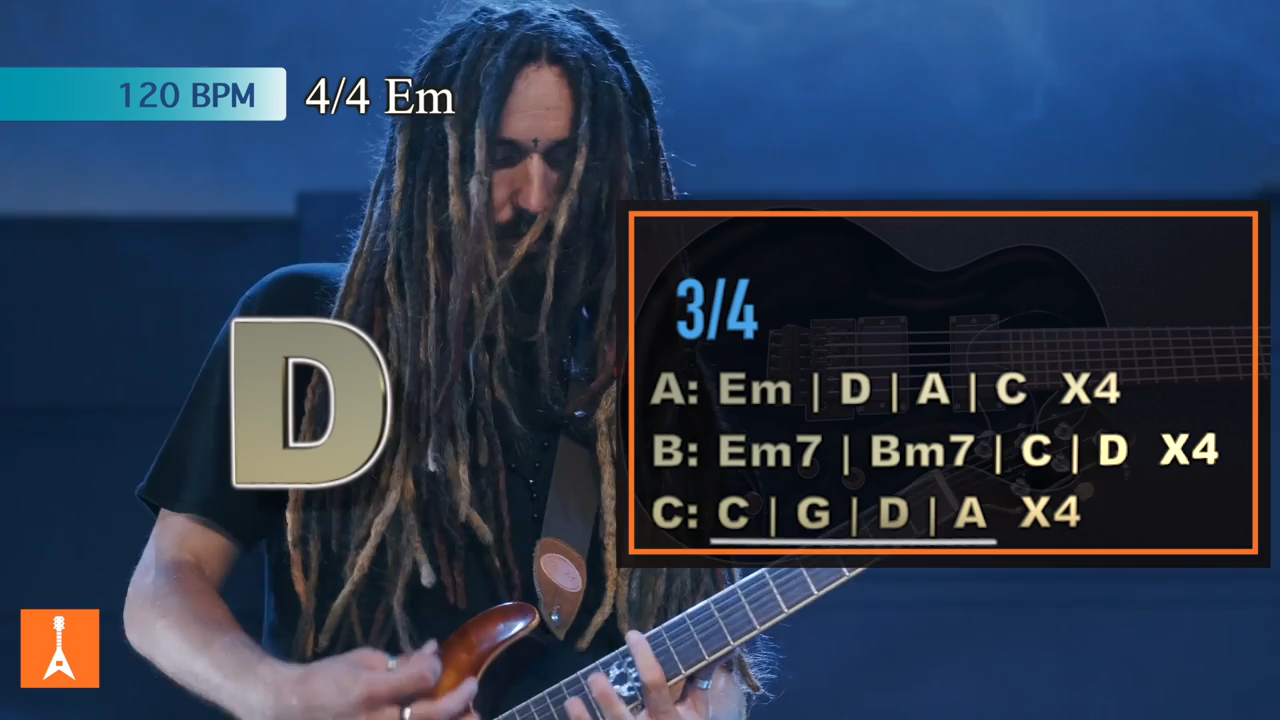 120 BPM
4/4 Em
D
3/4
A: Em | D | A | C X4
B: Em7 | Bm7 | C | D X4
C: C | G | D | A X4